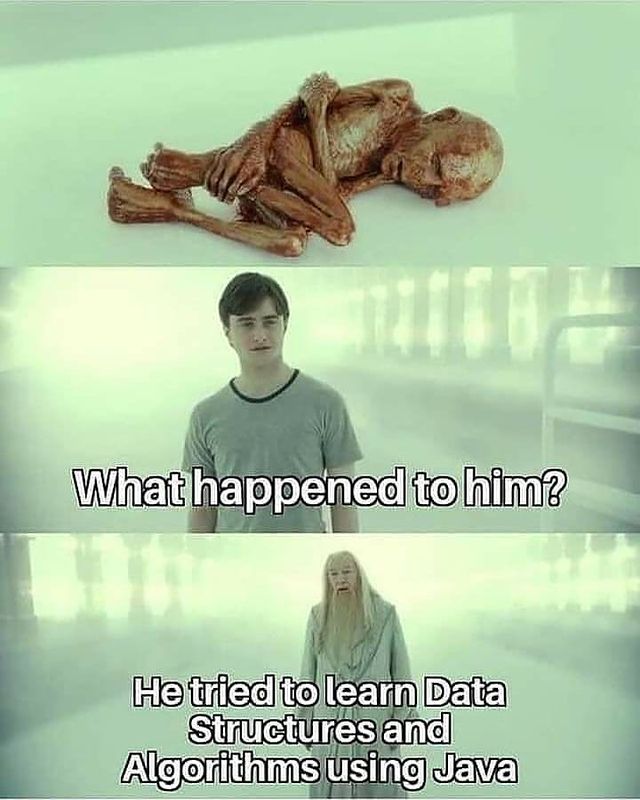 What happened to him?
He tried to learn Data
Structures and
Algorithms using Java